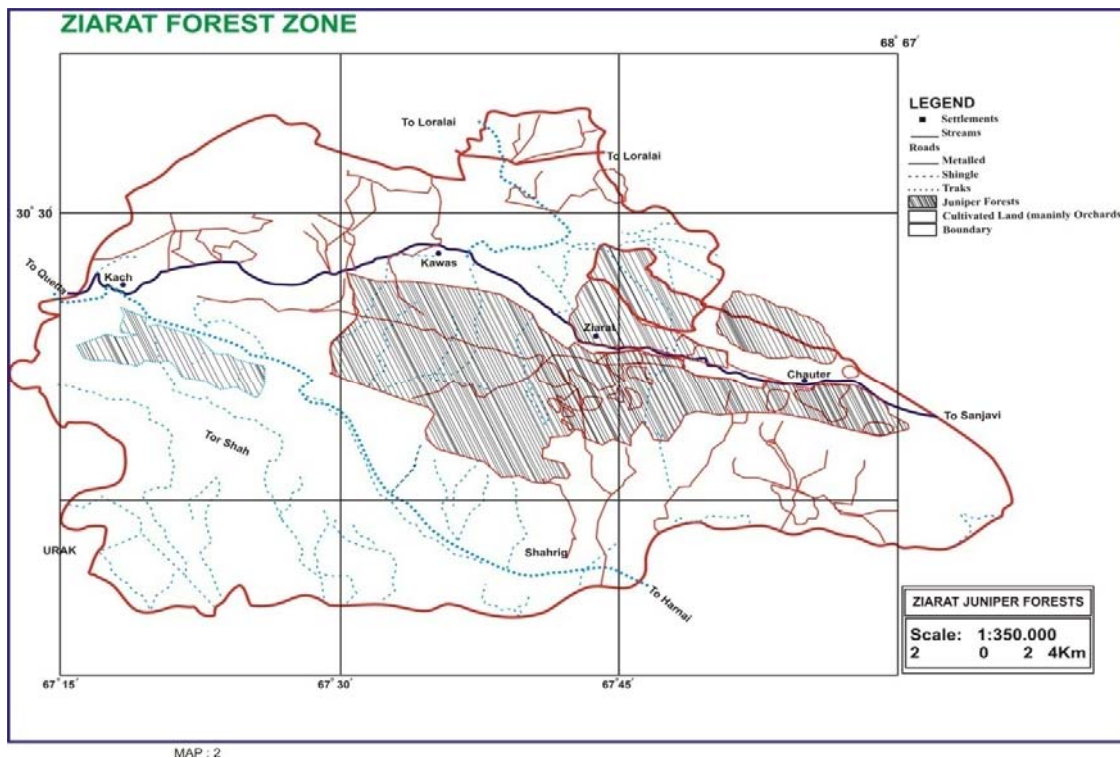 ZIARAT FOREST ZONE
68° 67'
To Loralai
To Loralai
LEGEND
Settlements
Streams
Roads
Metalled
Shingle
Traks
Juniper Forests
Cultivated Land (mainly Orchards
Boundary
30° 30'
To Quetta
Kach
Kawas
Ziarat
Chauter
To Sanjavi
Tor Shah
URAK
Shahrig
To Harnai
ZIARAT JUNIPER FORESTS
Scale: 1:350.000
2 0 2 4Km
67° 15'
67° 30'
67° 45'
MAP : 2